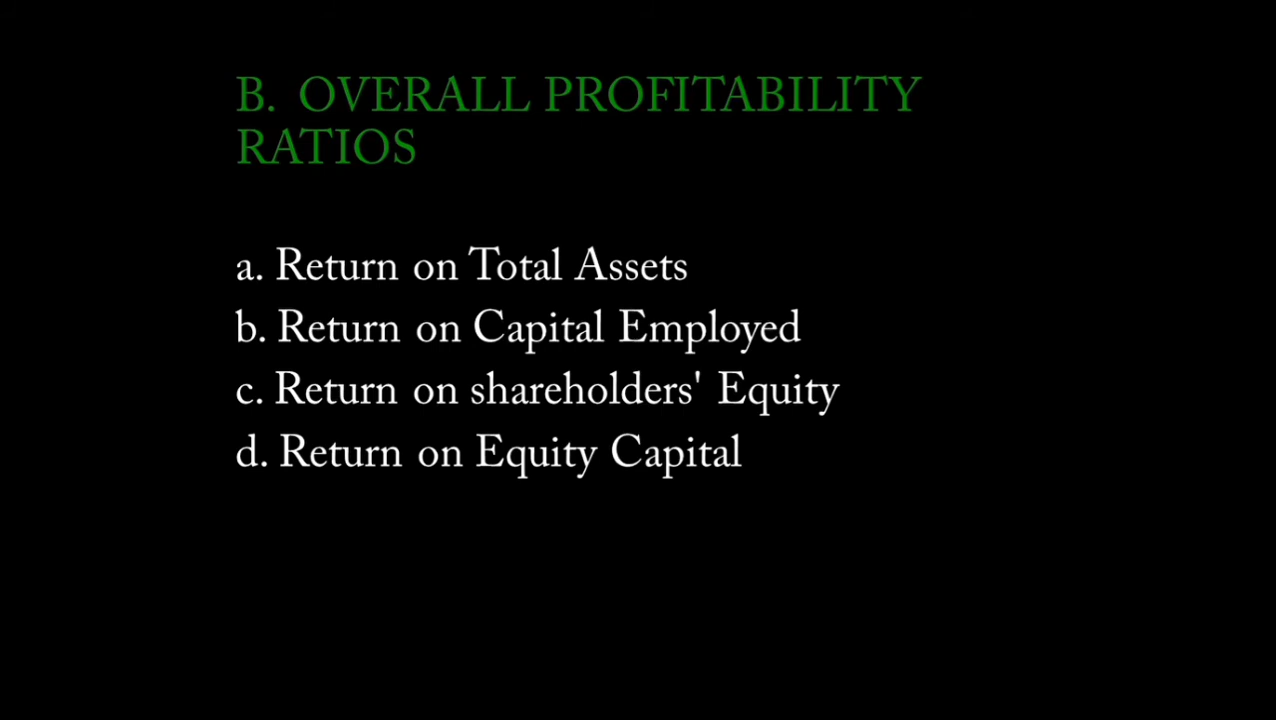 B. OVERALL PROFITABILITY
RATIOS
a. Return on Total Assets
b. Return on Capital Employed
c. Return on shareholders' Equity
d. Return on Equity Capital